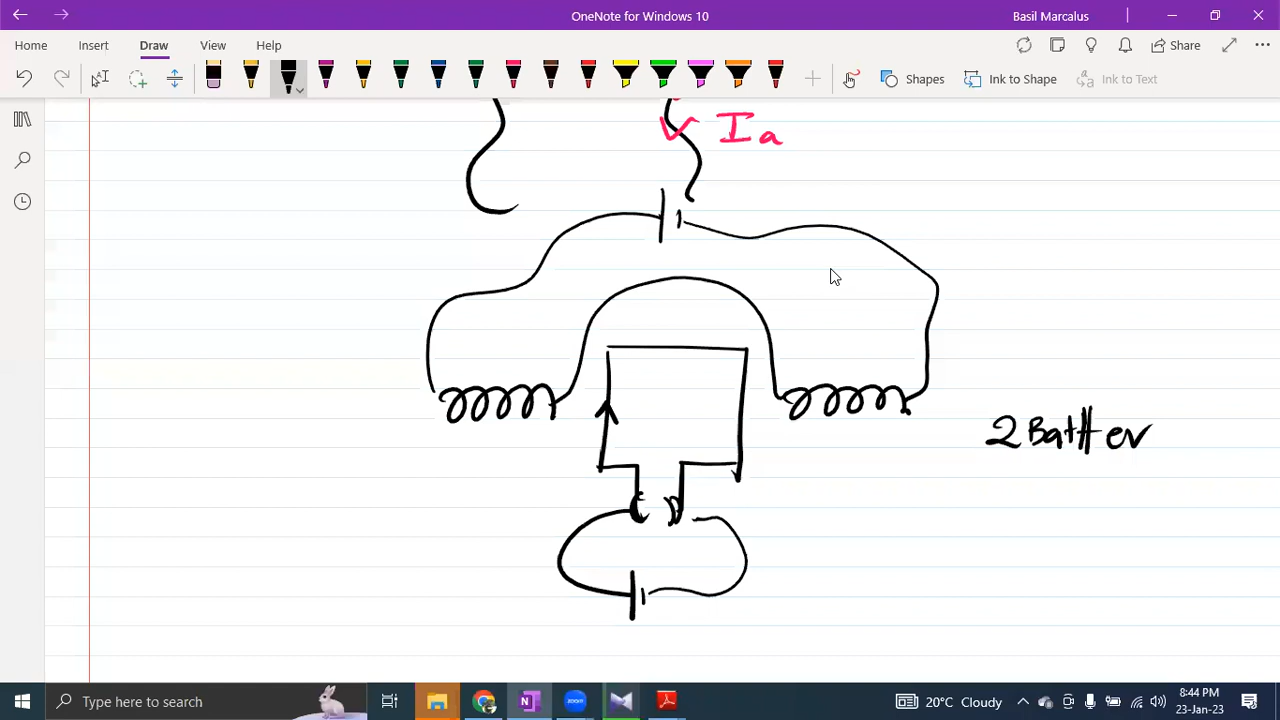 OneNote for Windows 10
Basil Marcalus
Home Insert Draw View Help
Share
Shapes
Ink to Shape
Ink to Text
Ia
2 Batter
Type here to search
zoom
20°C Cloudy
8:44 PM
23-Jan-23